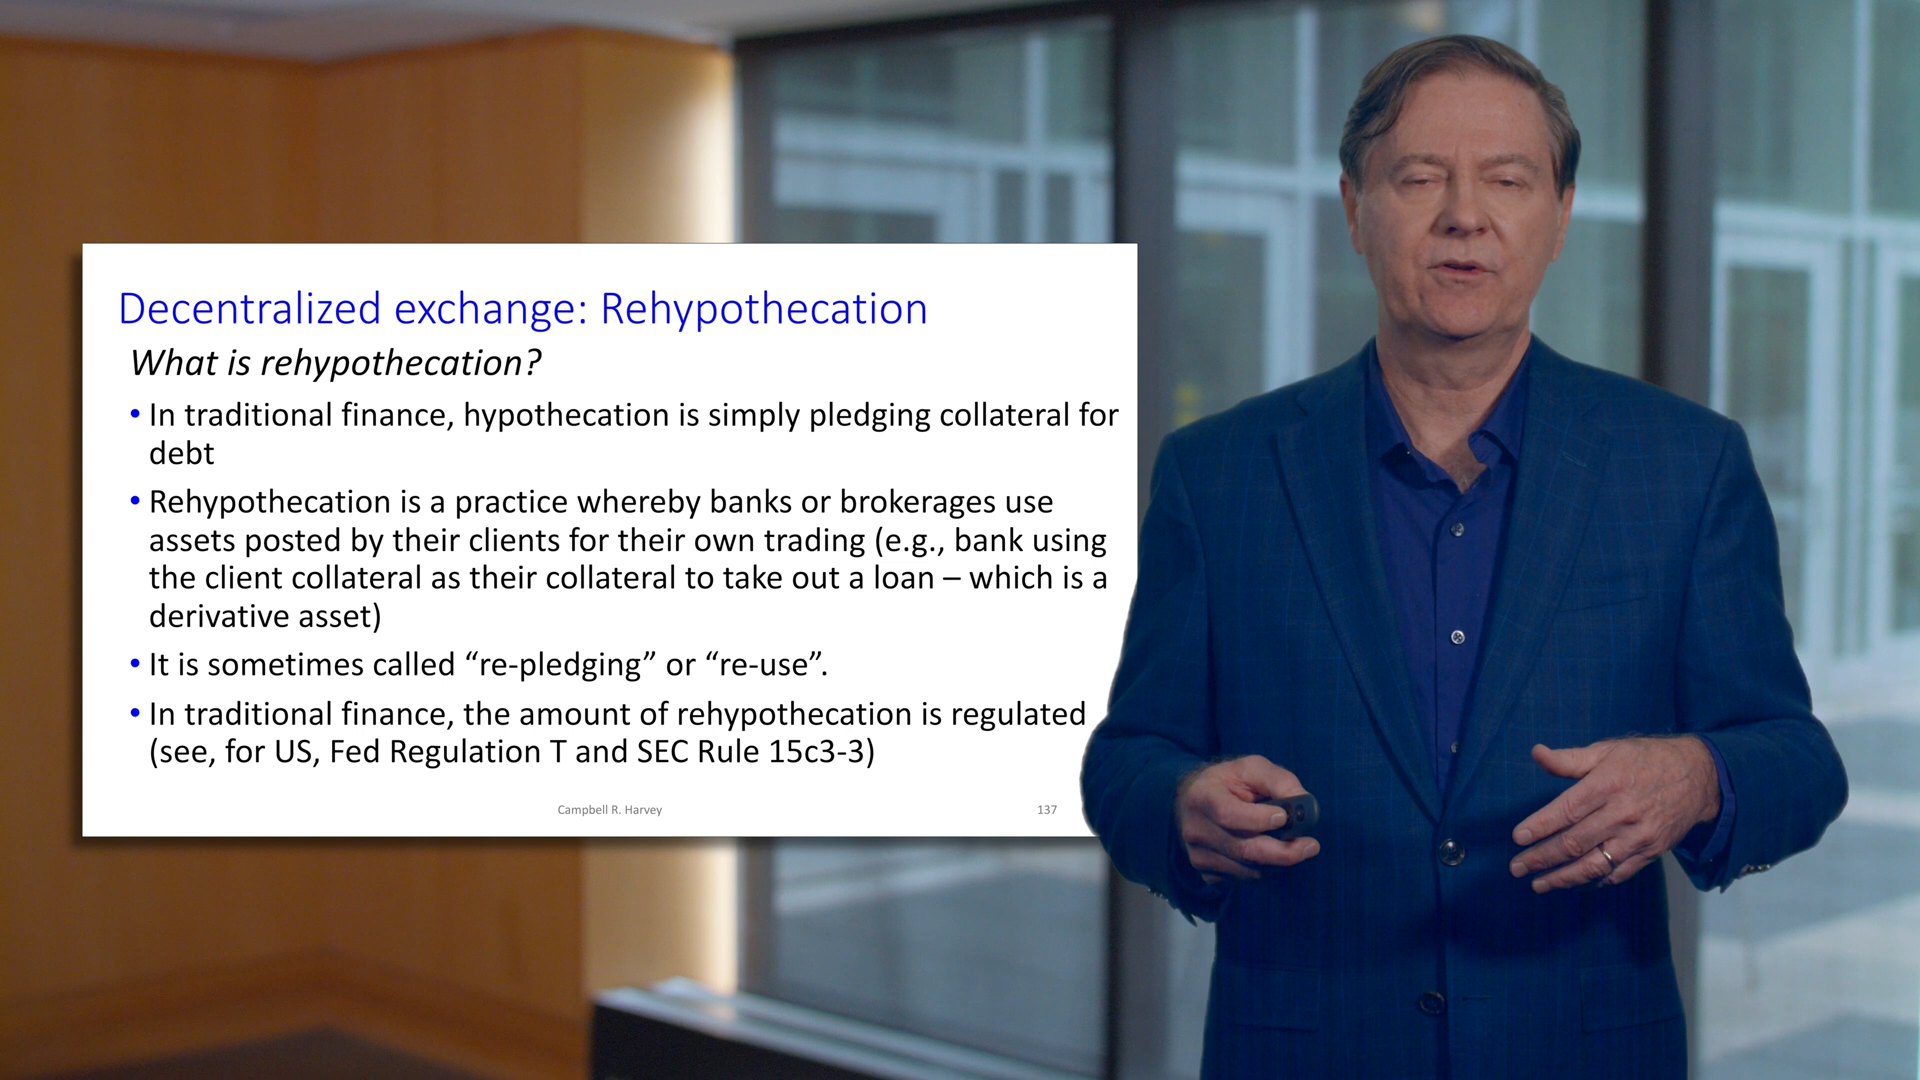 Decentralized exchange: Rehypothecation
What is rehypothecation?
• In traditional finance, hypothecation is simply pledging collateral for
debt
• Rehypothecation is a practice whereby banks or brokerages use
assets posted by their clients for their own trading (e.g., bank using
the client collateral as their collateral to take out a loan – which is a
derivative asset)
• It is sometimes called “re-pledging” or “re-use”.
• In traditional finance, the amount of rehypothecation is regulated
(see, for US, Fed Regulation T and SEC Rule 15c3-3)
Campbell R. Harvey
137